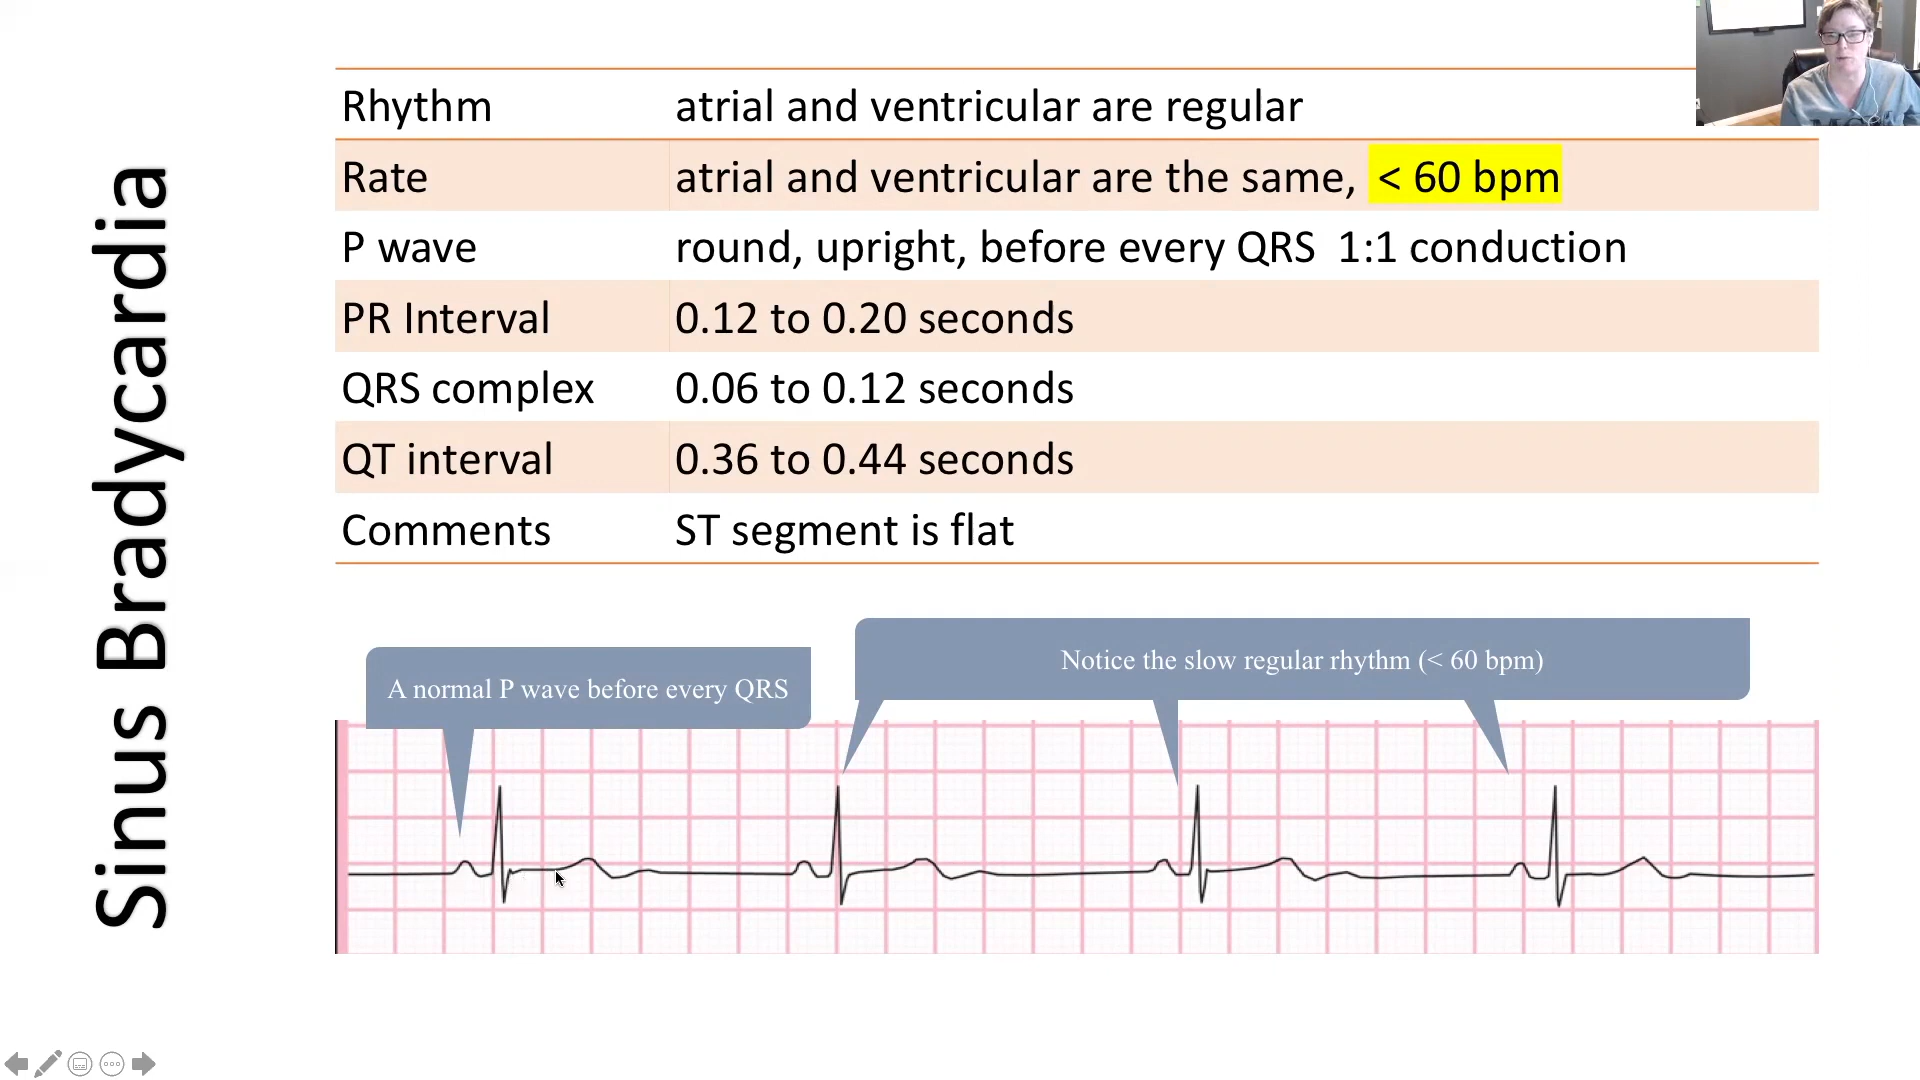 Sinus Bradycardia
Rhythm atrial and ventricular are regular
Rate atrial and ventricular are the same, < 60 bpm
P wave round, upright, before every QRS 1:1 conduction
PR Interval 0.12 to 0.20 seconds
QRS complex 0.06 to 0.12 seconds
QT interval 0.36 to 0.44 seconds
Comments ST segment is flat
A normal P wave before every QRS
Notice the slow regular rhythm (< 60 bpm)